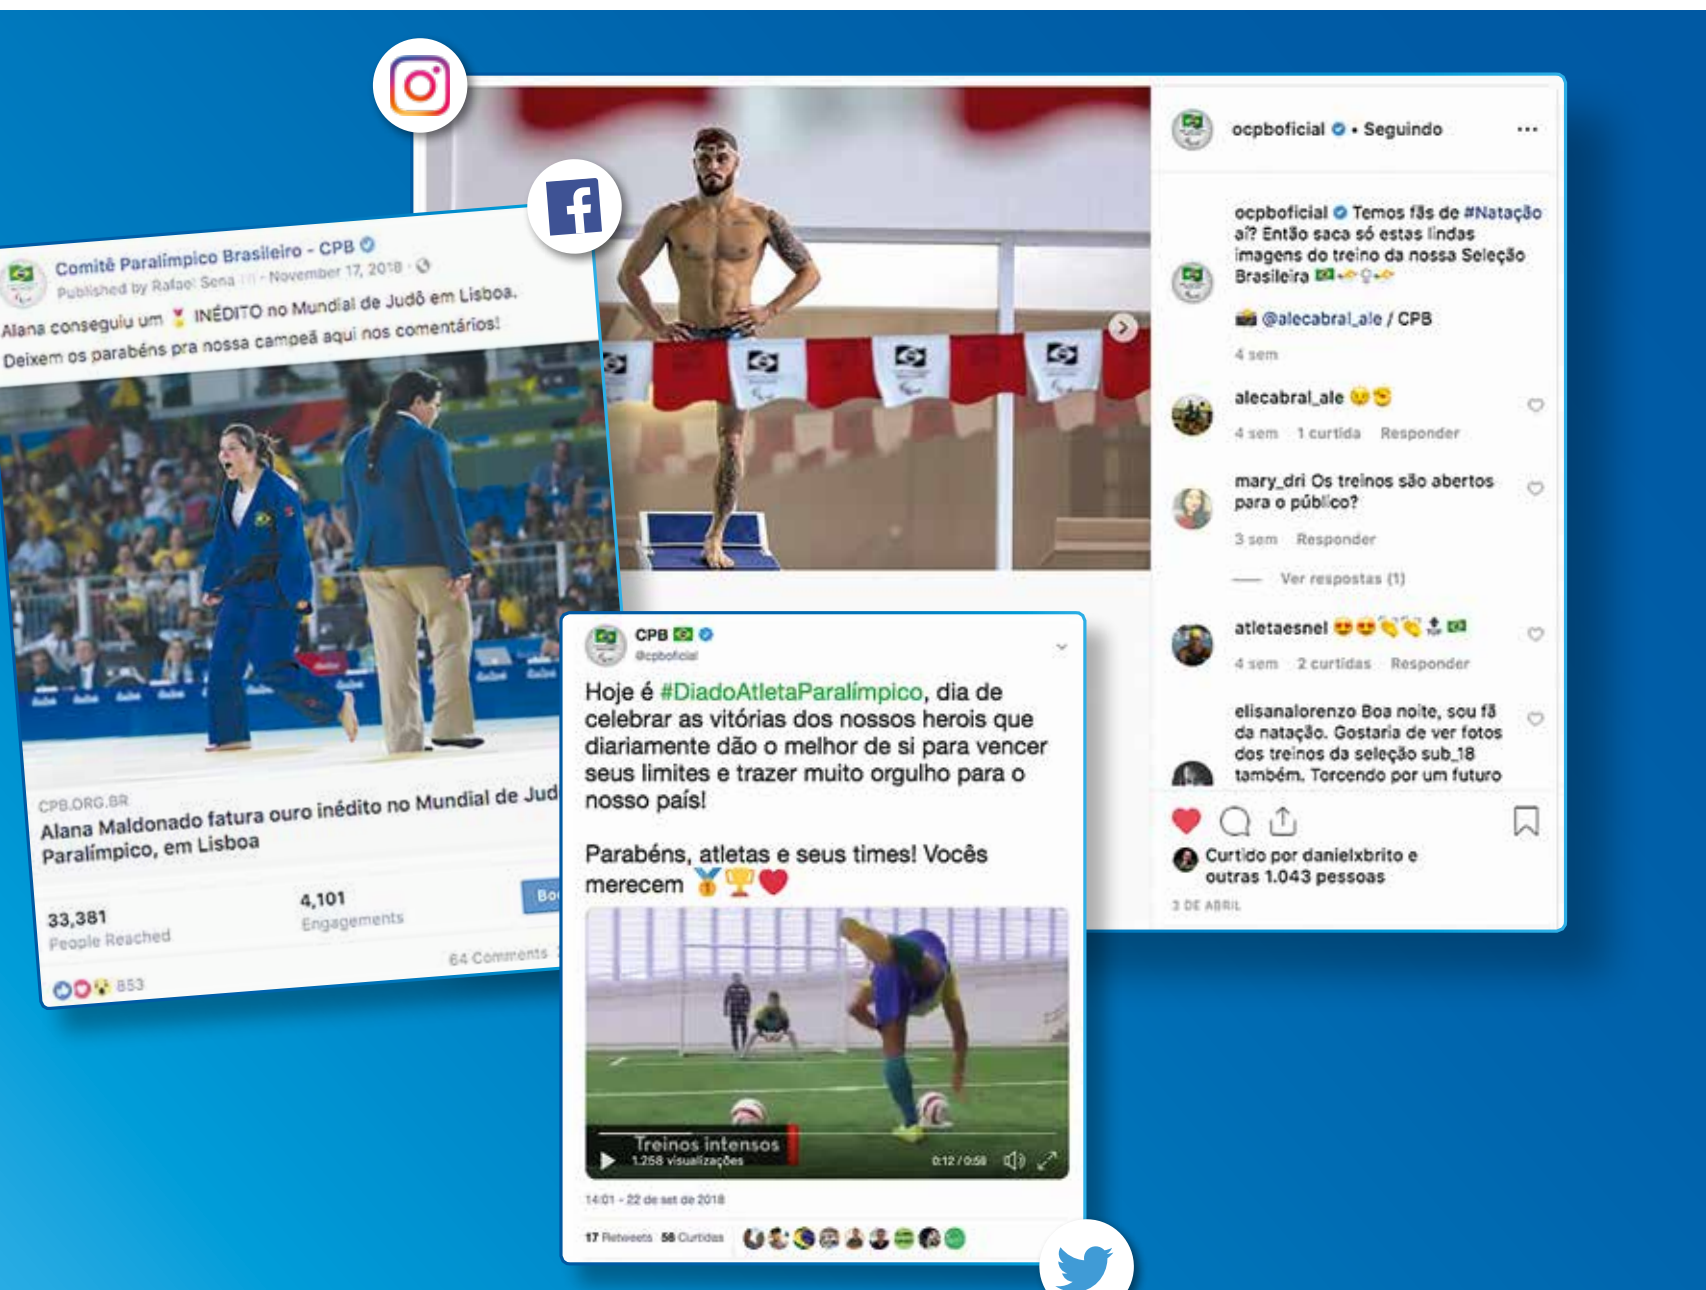 Comitê Paralímpico Brasileiro - CPB
Published by Rafael Sena · November 17, 2018 ·
Alana conseguiu um INÉDITO no Mundial de Judô em Lisboa.
Deixem os parabéns pra nossa campeã aqui nos comentários!
CPB.ORG.BR
Alana Maldonado fatura ouro inédito no Mundial de Jud
Paralímpico, em Lisboa
33,381
People Reached
4,101
Engagements
Bo
853
64 Comments
ocpboficial • Seguindo
ocpboficial Temos fãs de #Natação
aí? Então saca só estas lindas
imagens do treino da nossa Seleção
Brasileira
@alecabral_ale / CPB
4 sem
alecabral_ale
4 sem 1 curtida Responder
mary_dri Os treinos são abertos
para o público?
3 sem Responder
Ver respostas (1)
atletaesnel
4 sem 2 curtidas Responder
elisanalorenzo Boa noite, sou fã
da natação. Gostaria de ver fotos
dos treinos da seleção sub_18
também. Torcendo por um futuro
Curtido por danielxbrito e
outras 1.043 pessoas
3 DE ABRIL
CPB
@cpboficial
Hoje é #DiadoAtletaParalímpico, dia de
celebrar as vitórias dos nossos herois que
diariamente dão o melhor de si para vencer
seus limites e trazer muito orgulho para o
nosso país!
Parabéns, atletas e seus times! Vocês
merecem
Treinos intensos
1.258 visualizações
0:12 / 0:58
14:01 - 22 de set de 2018
17 Retweets 58 Curtidas